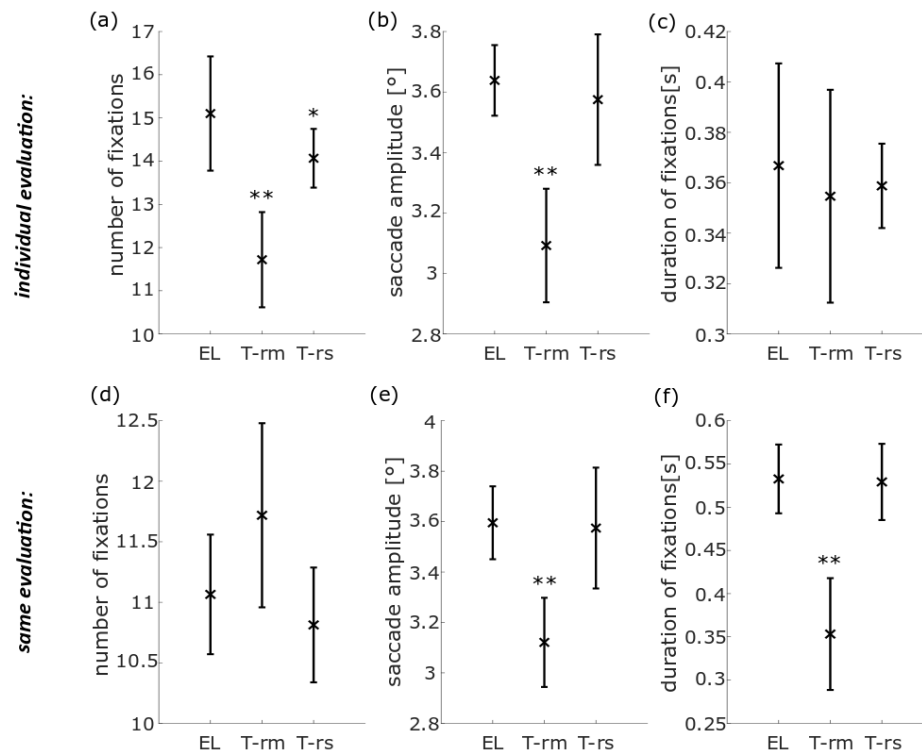 individual evaluation:
(a)
number of fixations
17
16
15
14
13
12
11
10
*
**
EL T-rm T-rs
(b)
saccade amplitude [°]
3.8
3.6
3.4
3.2
3
2.8
**
EL T-rm T-rs
(c)
duration of fixations[s]
0.42
0.4
0.38
0.36
0.34
0.32
0.3
EL T-rm T-rs
same evaluation:
(d)
number of fixations
12.5
12
11.5
11
10.5
10
EL T-rm T-rs
(e)
saccade amplitude [°]
4
3.8
3.6
3.4
3.2
3
2.8
**
EL T-rm T-rs
(f)
duration of fixations[s]
0.6
0.55
0.5
0.45
0.4
0.35
0.3
0.25
**
EL T-rm T-rs